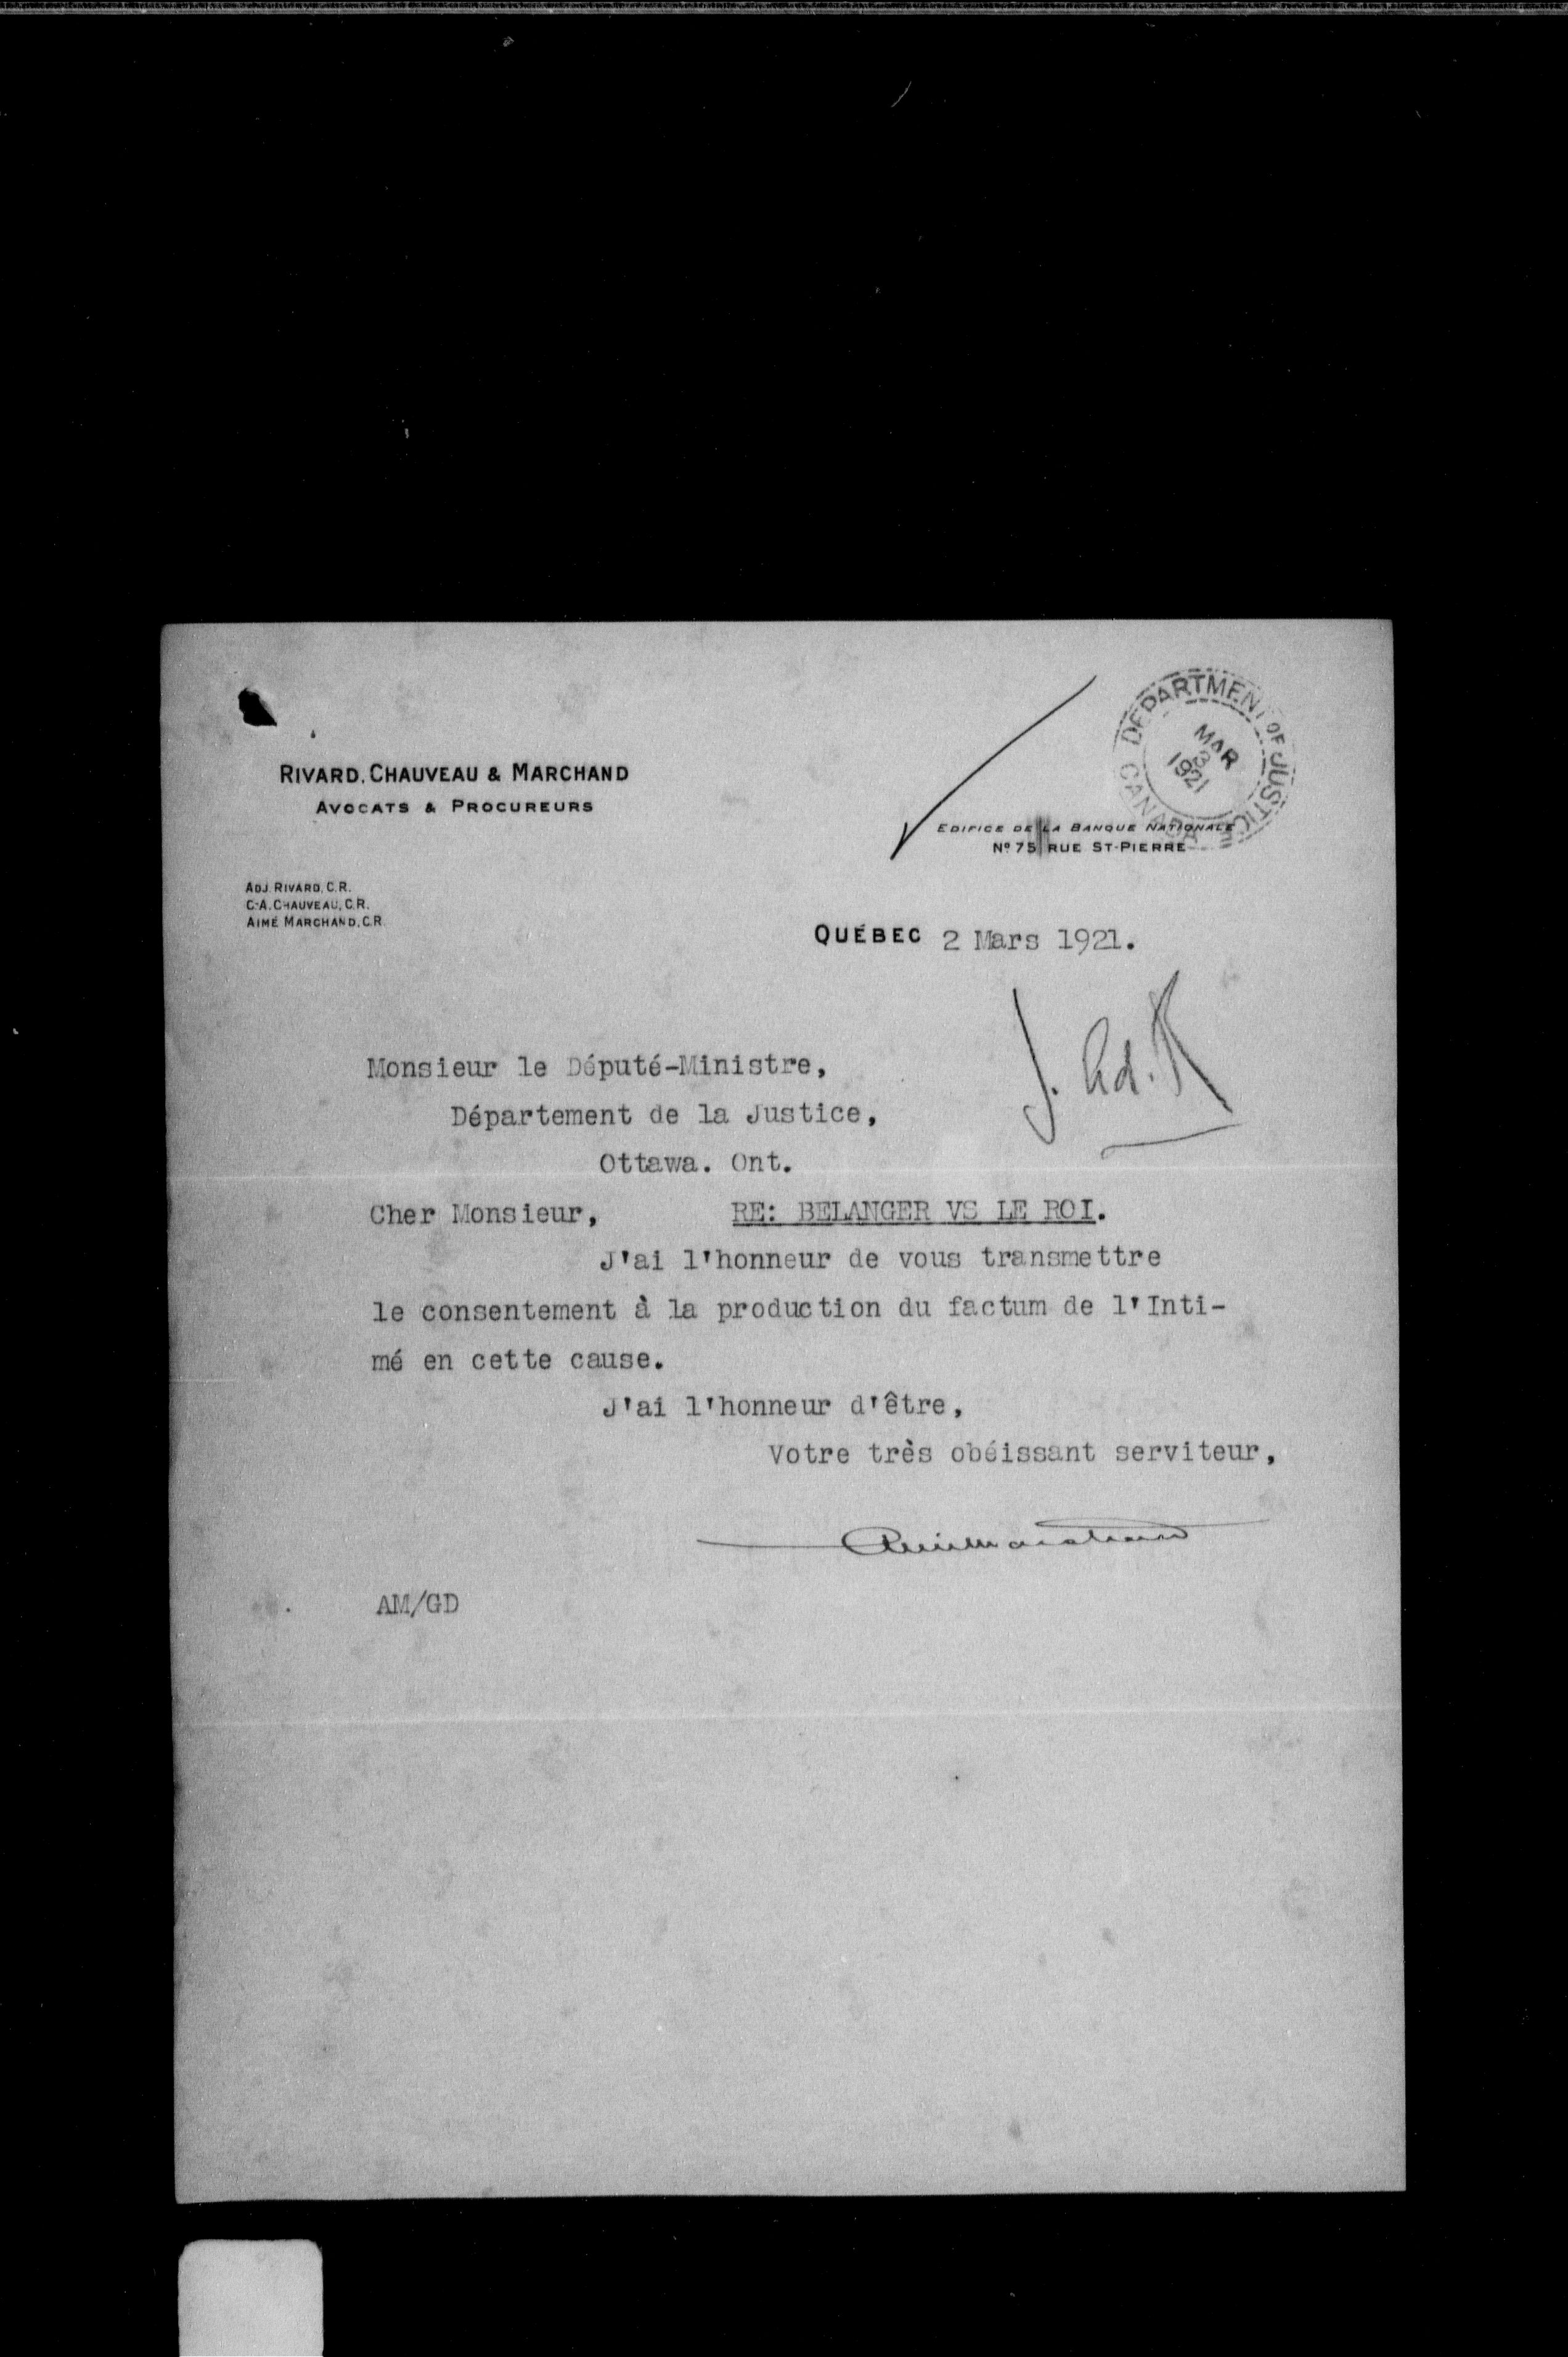 RIVARD, CHAUVEAU & MARCHAND
AVOCATS & PROCUREURS
DEPARTMENT OF JUSTICE
CANADA
MAR
3
1921
EDIFICE DE LA BANQUE NATIONALE
Nº 75 RUE ST-PIERRE
ADJ. RIVARD, C.R.
C-A. CHAUVEAU, C.R.
AIMÉ MARCHAND, C.R.
QUÉBEC 2 Mars 1921.
J. Ad. R
Monsieur le Député-Ministre,
Département de la Justice,
Ottawa. Ont.
Cher Monsieur, RE: BELANGER VS LE ROI.
J'ai l'honneur de vous transmettre
le consentement à la production du factum de l'Inti-
mé en cette cause.
J'ai l'honneur d'être,
Votre très obéissant serviteur,
Aimé Marchand
AM/GD